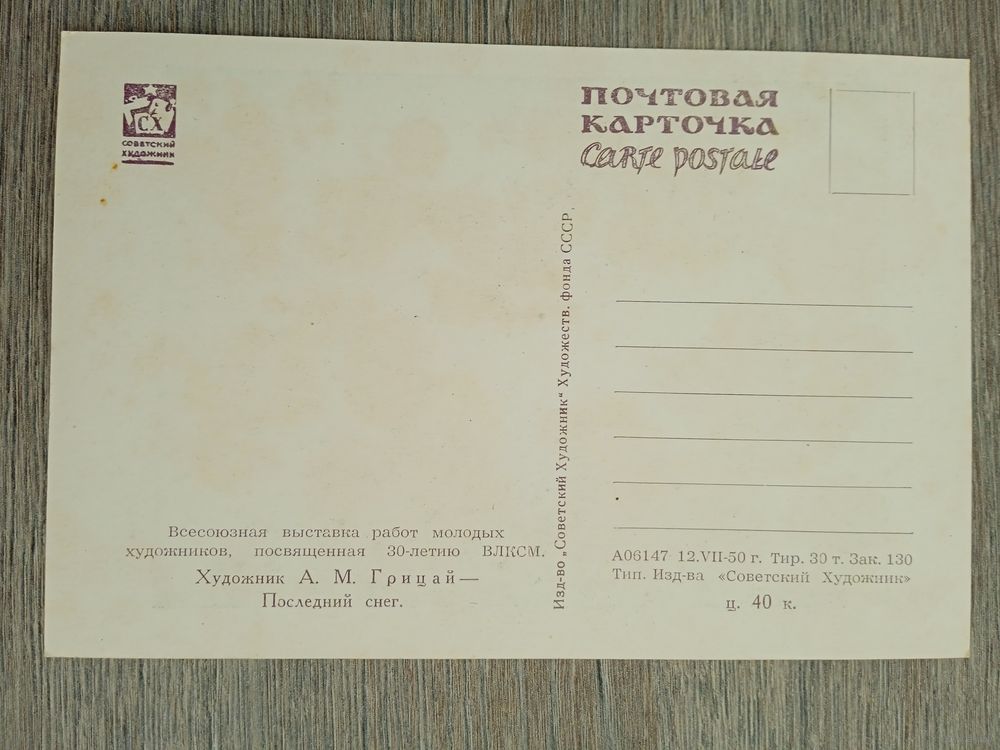 СХ
СОВЕТСКИЙ
ХУДОЖНИК
ПОЧТОВАЯ
КАРТОЧКА
CARTE POSTALE
Изд-во „Советский Художник“ Художеств. фонда СССР
Всесоюзная выставка работ молодых
художников, посвященная 30-летию ВЛКСМ.
Художник А. М. Грицай —
Последний снег.
А06147 12.VII-50 г. Тир. 30 т. Зак. 130
Тип. Изд-ва «Советский Художник»
ц. 40 к.